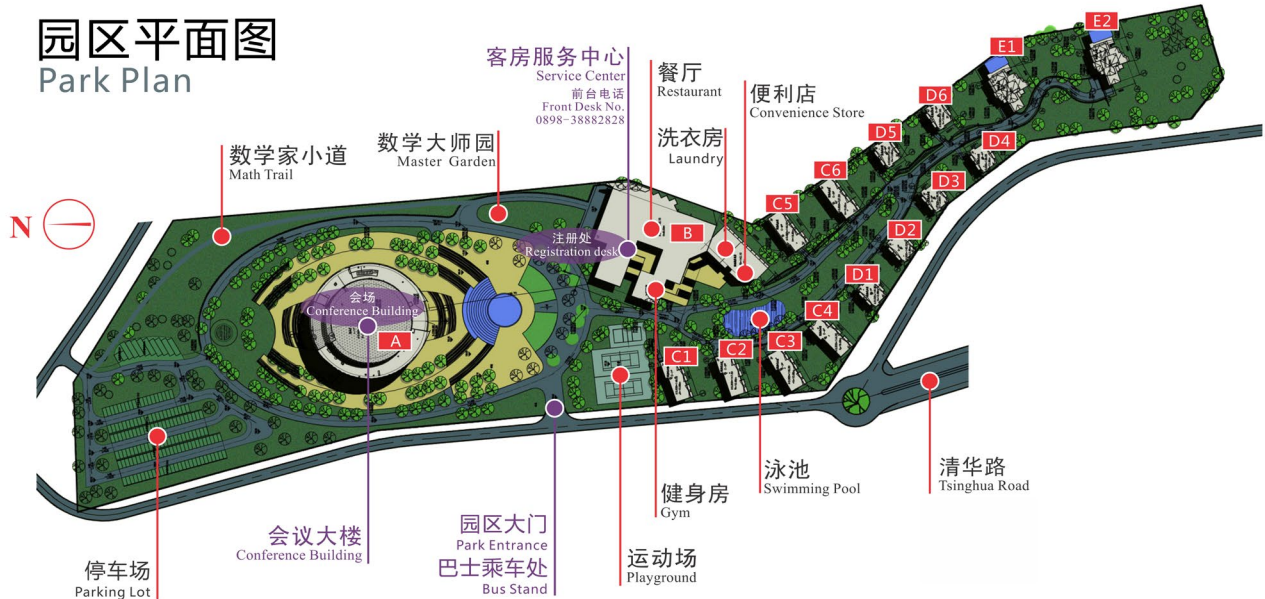 园区平面图
Park Plan
客房服务中心
Service Center
前台电话
Front Desk No.
0898-38882828
餐厅
Restaurant
便利店
Convenience Store
洗衣房
Laundry
数学大师园
Master Garden
数学家小道
Math Trail
N
注册处
Registration desk
会场
Conference Building
A
B
C1
C2
C3
C4
C5
C6
D1
D2
D3
D4
D5
D6
E1
E2
清华路
Tsinghua Road
泳池
Swimming Pool
健身房
Gym
运动场
Playground
园区大门
Park Entrance
巴士乘车处
Bus Stand
会议大楼
Conference Building
停车场
Parking Lot